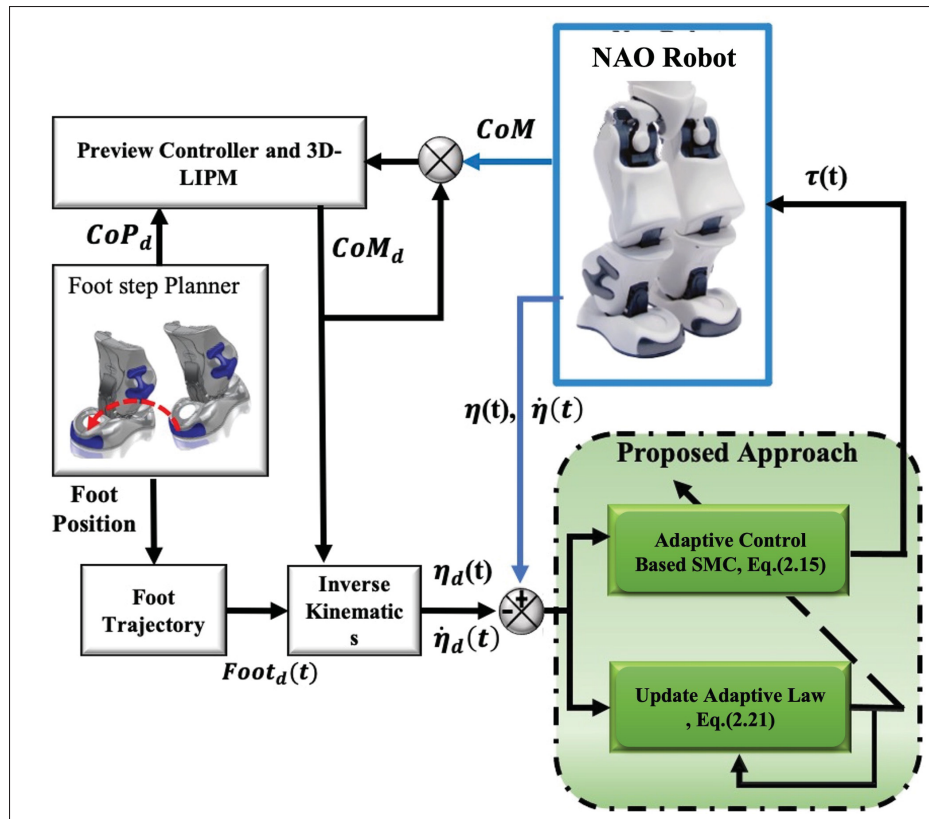 NAO Robot
CoM
Preview Controller and 3D-
LIPM
τ(t)
CoP_d
CoM_d
Foot step Planner
η(t), η̇(t)
Proposed Approach
Foot
Position
Adaptive Control
Based SMC, Eq.(2.15)
η_d(t)
Foot
Trajectory
Inverse
Kinematic
s
+
-
η̇_d(t)
Foot_d(t)
Update Adaptive Law
, Eq.(2.21)